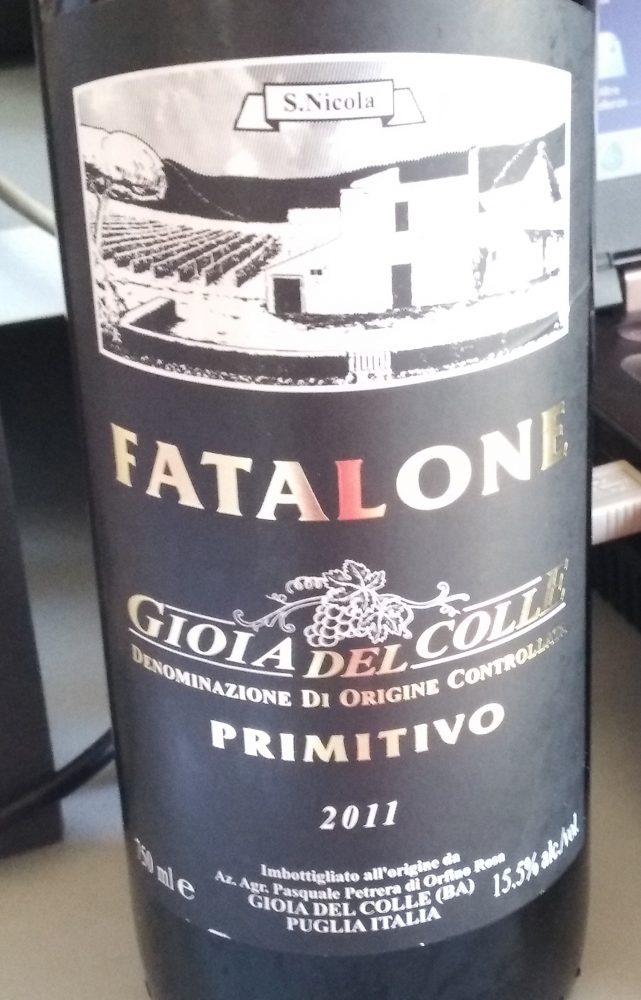 S.Nicola
FATALONE
GIOIA DEL COLLE
DENOMINAZIONE DI ORIGINE CONTROLLATA
PRIMITIVO
2011
750 ml e
Imbottigliato all'origine da
Az. Agr. Pasquale Petrera di Orfino Rosa
GIOIA DEL COLLE (BA)
PUGLIA ITALIA
15.5% alc./vol